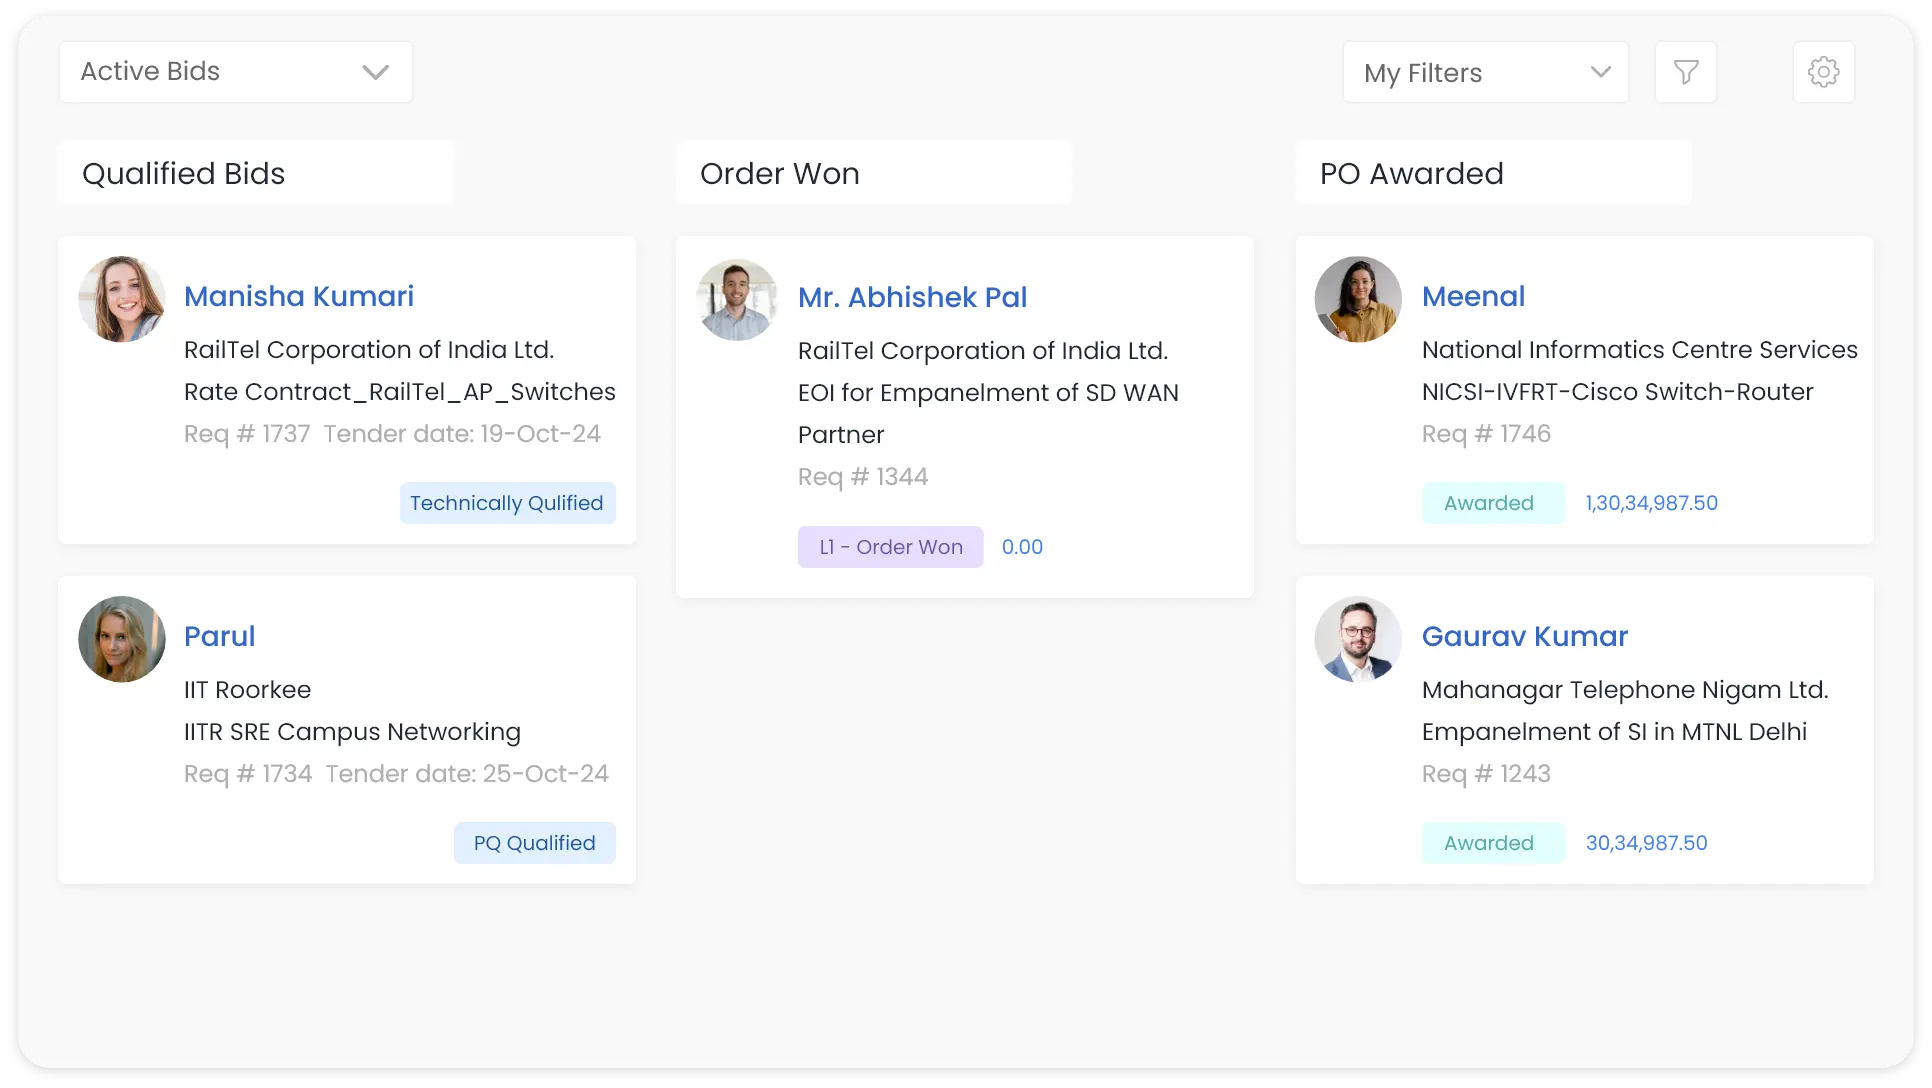 Active Bids
My Filters
Qualified Bids
Manisha Kumari
RailTel Corporation of India Ltd.
Rate Contract_RailTel_AP_Switches
Req # 1737 Tender date: 19-Oct-24
Technically Qulified
Parul
IIT Roorkee
IITR SRE Campus Networking
Req # 1734 Tender date: 25-Oct-24
PQ Qualified
Order Won
Mr. Abhishek Pal
RailTel Corporation of India Ltd.
EOI for Empanelment of SD WAN
Partner
Req # 1344
L1 - Order Won 0.00
PO Awarded
Meenal
National Informatics Centre Services
NICSI-IVFRT-Cisco Switch-Router
Req # 1746
Awarded 1,30,34,987.50
Gaurav Kumar
Mahanagar Telephone Nigam Ltd.
Empanelment of SI in MTNL Delhi
Req # 1243
Awarded 30,34,987.50